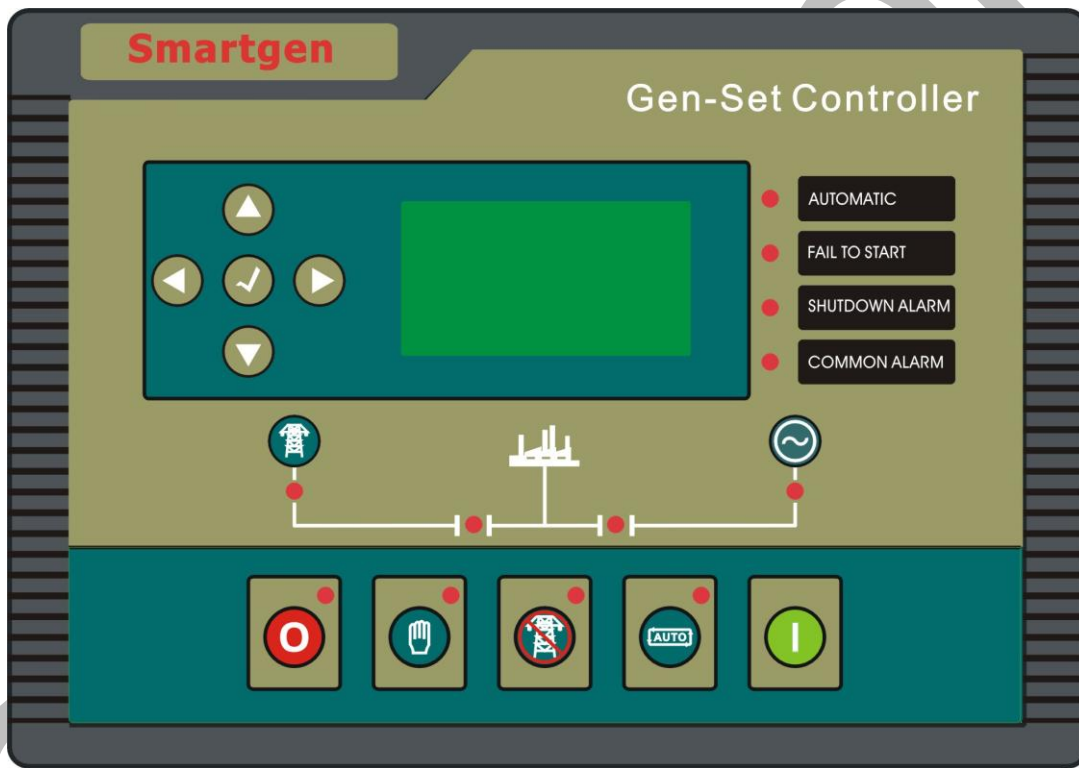 Smartgen
Gen-Set Controller
AUTOMATIC
FAIL TO START
SHUTDOWN ALARM
COMMON ALARM
O
AUTO
I